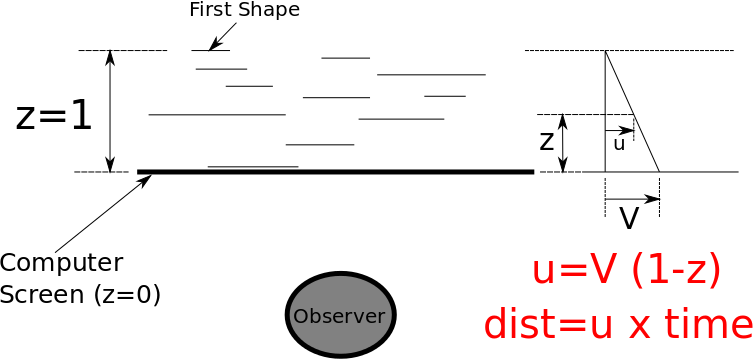 First Shape
z=1
z
u
V
Computer
Screen (z=0)
Observer
u=V (1-z)
dist=u x time